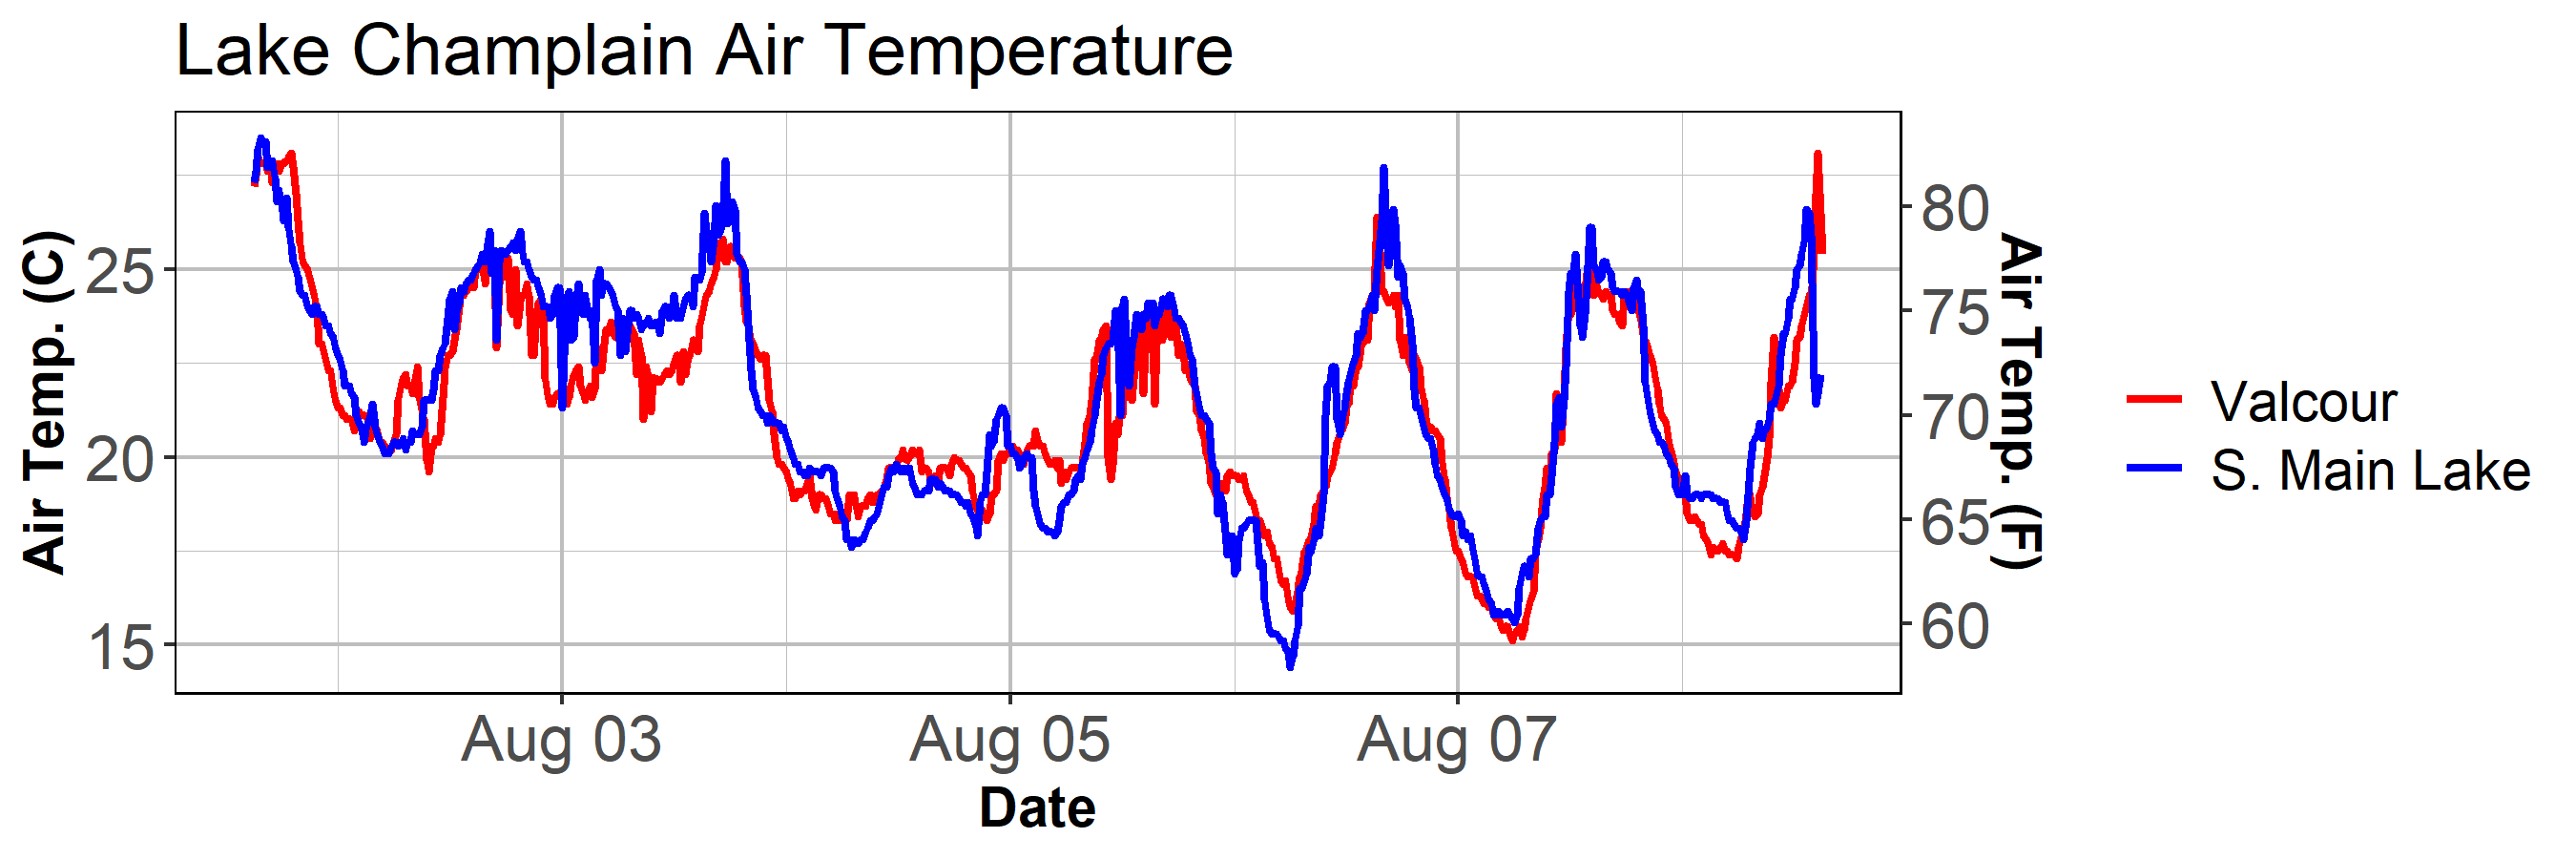 Lake Champlain Air Temperature
Air Temp. (C)
25
20
15
80
75
70
65
60
Air Temp. (F)
Aug 03
Aug 05
Aug 07
Date
Valcour
S. Main Lake